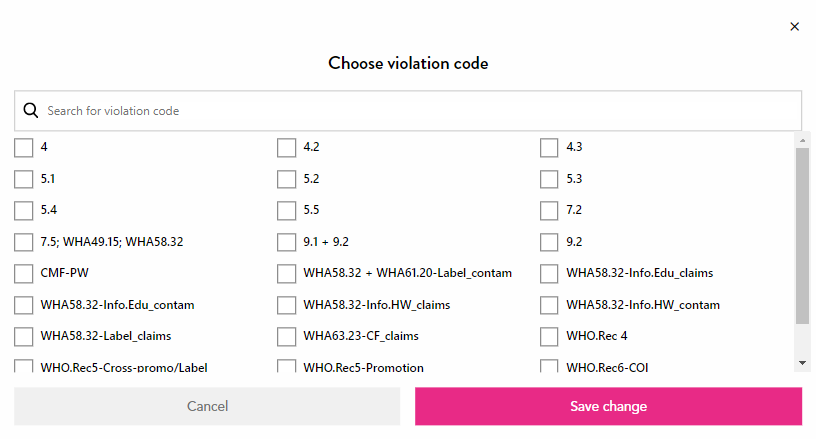 ×
Choose violation code
Search for violation code
4 4.2 4.3
5.1 5.2 5.3
5.4 5.5 7.2
7.5; WHA49.15; WHA58.32 9.1 + 9.2 9.2
CMF-PW WHA58.32 + WHA61.20-Label_contam WHA58.32-Info.Edu_claims
WHA58.32-Info.Edu_contam WHA58.32-Info.HW_claims WHA58.32-Info.HW_contam
WHA58.32-Label_claims WHA63.23-CF_claims WHO.Rec 4
WHO.Rec5-Cross-promo/Label WHO.Rec5-Promotion WHO.Rec6-COI
Cancel Save change